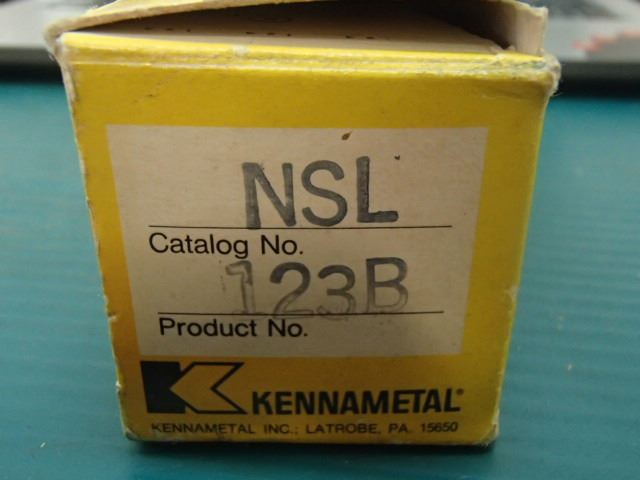 NSL
Catalog No.
123B
Product No.
KENNAMETAL®
KENNAMETAL INC.; LATROBE, PA. 15650